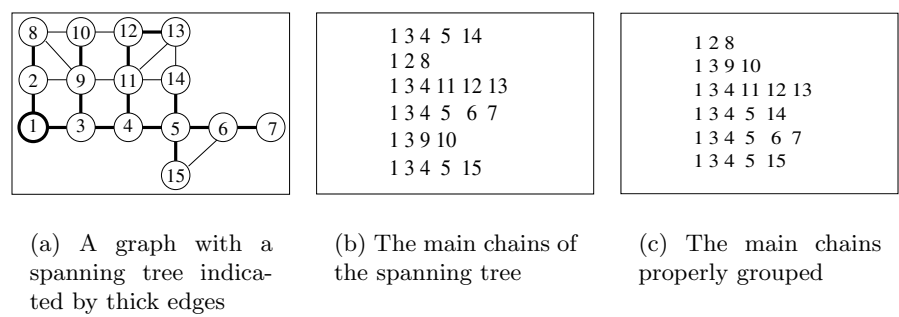 8 10 12 13
2 9 11 14
1 3 4 5 6 7
15
1 3 4 5 14
1 2 8
1 3 4 11 12 13
1 3 4 5 6 7
1 3 9 10
1 3 4 5 15
1 2 8
1 3 9 10
1 3 4 11 12 13
1 3 4 5 14
1 3 4 5 6 7
1 3 4 5 15
(a) A graph with a
spanning tree indica-
ted by thick edges
(b) The main chains of
the spanning tree
(c) The main chains
properly grouped